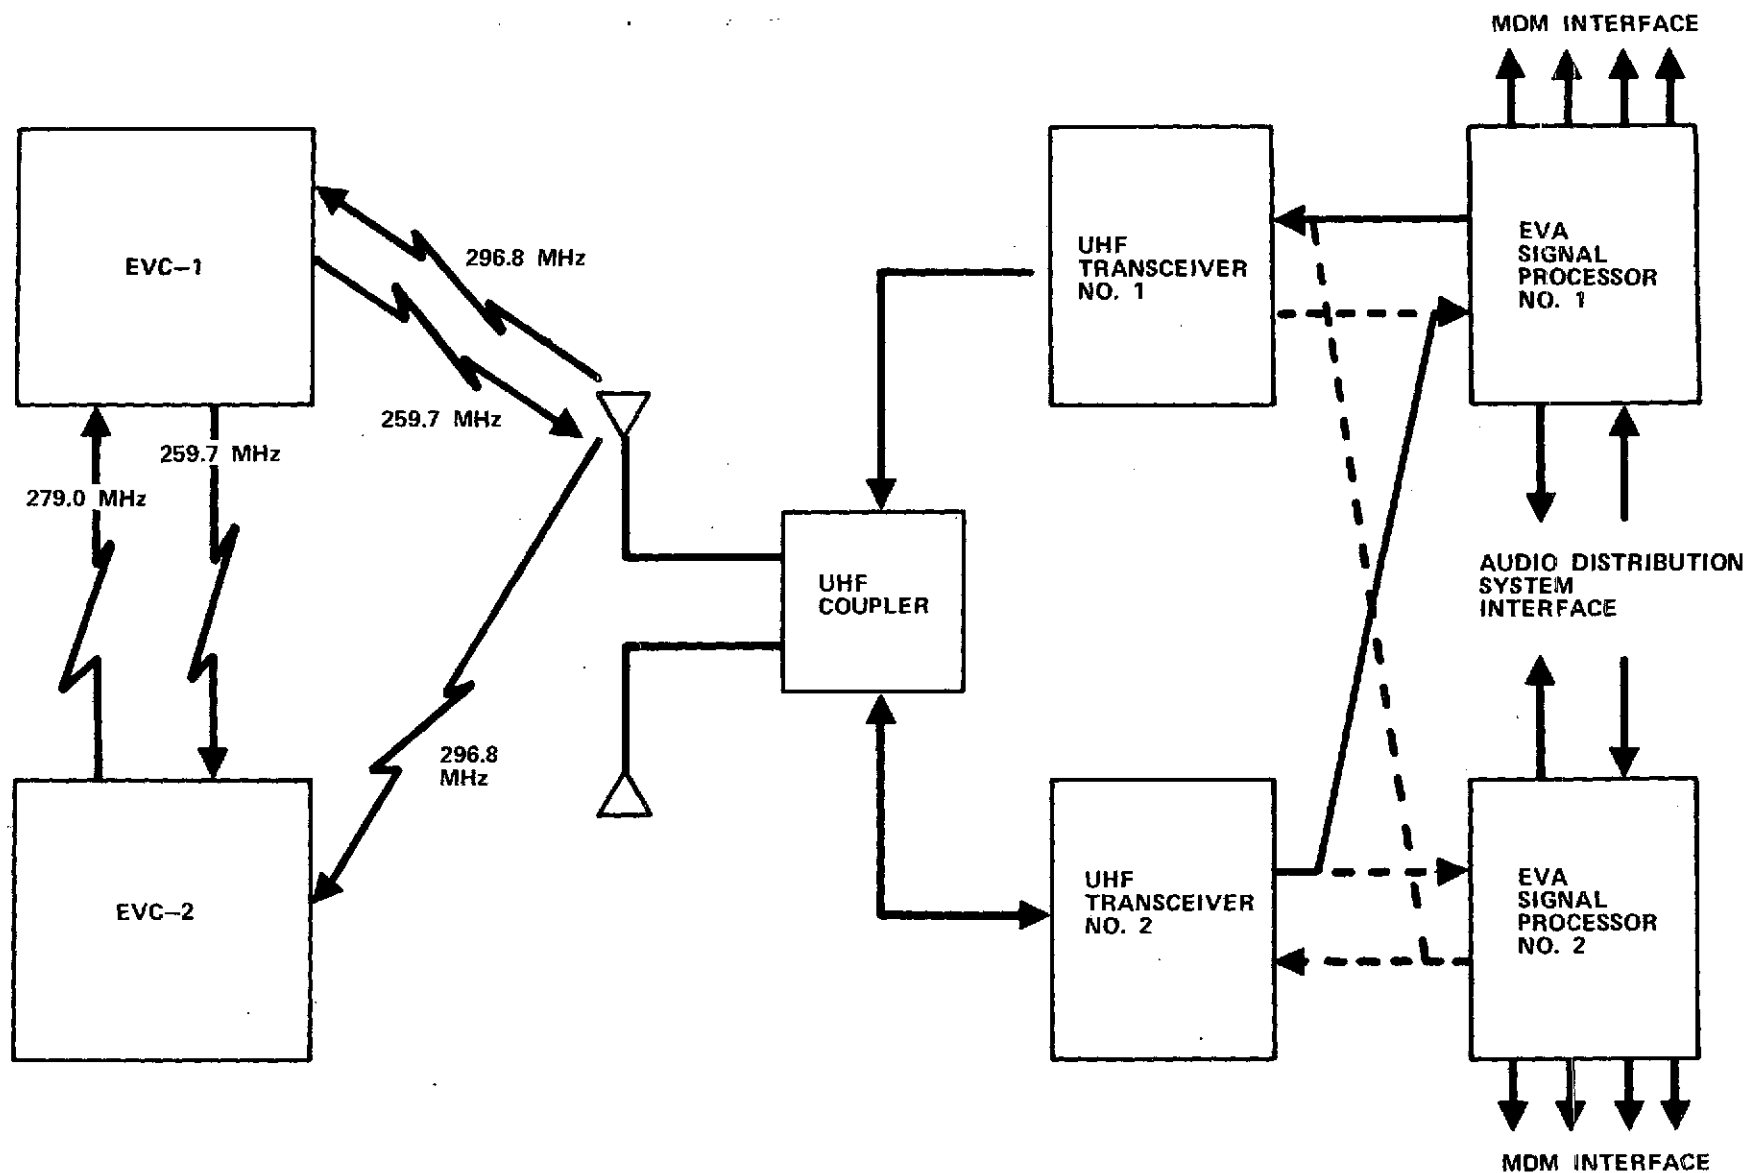 MDM INTERFACE
EVC-1
296.8 MHz
UHF
TRANSCEIVER
NO. 1
EVA
SIGNAL
PROCESSOR
NO. 1
259.7 MHz
259.7 MHz
279.0 MHz
UHF
COUPLER
AUDIO DISTRIBUTION
SYSTEM
INTERFACE
296.8
MHz
EVC-2
UHF
TRANSCEIVER
NO. 2
EVA
SIGNAL
PROCESSOR
NO. 2
MDM INTERFACE